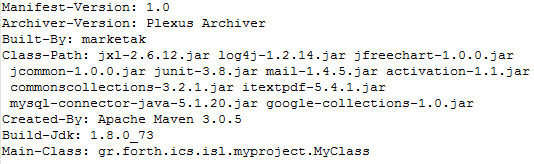 Manifest-Version: 1.0
Archiver-Version: Plexus Archiver
Built-By: marketak
Class-Path: jxl-2.6.12.jar log4j-1.2.14.jar jfreechart-1.0.0.jar
 jcommon-1.0.0.jar junit-3.8.jar mail-1.4.5.jar activation-1.1.jar
 commonscollections-3.2.1.jar itextpdf-5.4.1.jar
 mysql-connector-java-5.1.20.jar google-collections-1.0.jar
Created-By: Apache Maven 3.0.5
Build-Jdk: 1.8.0_73
Main-Class: gr.forth.ics.isl.myproject.MyClass